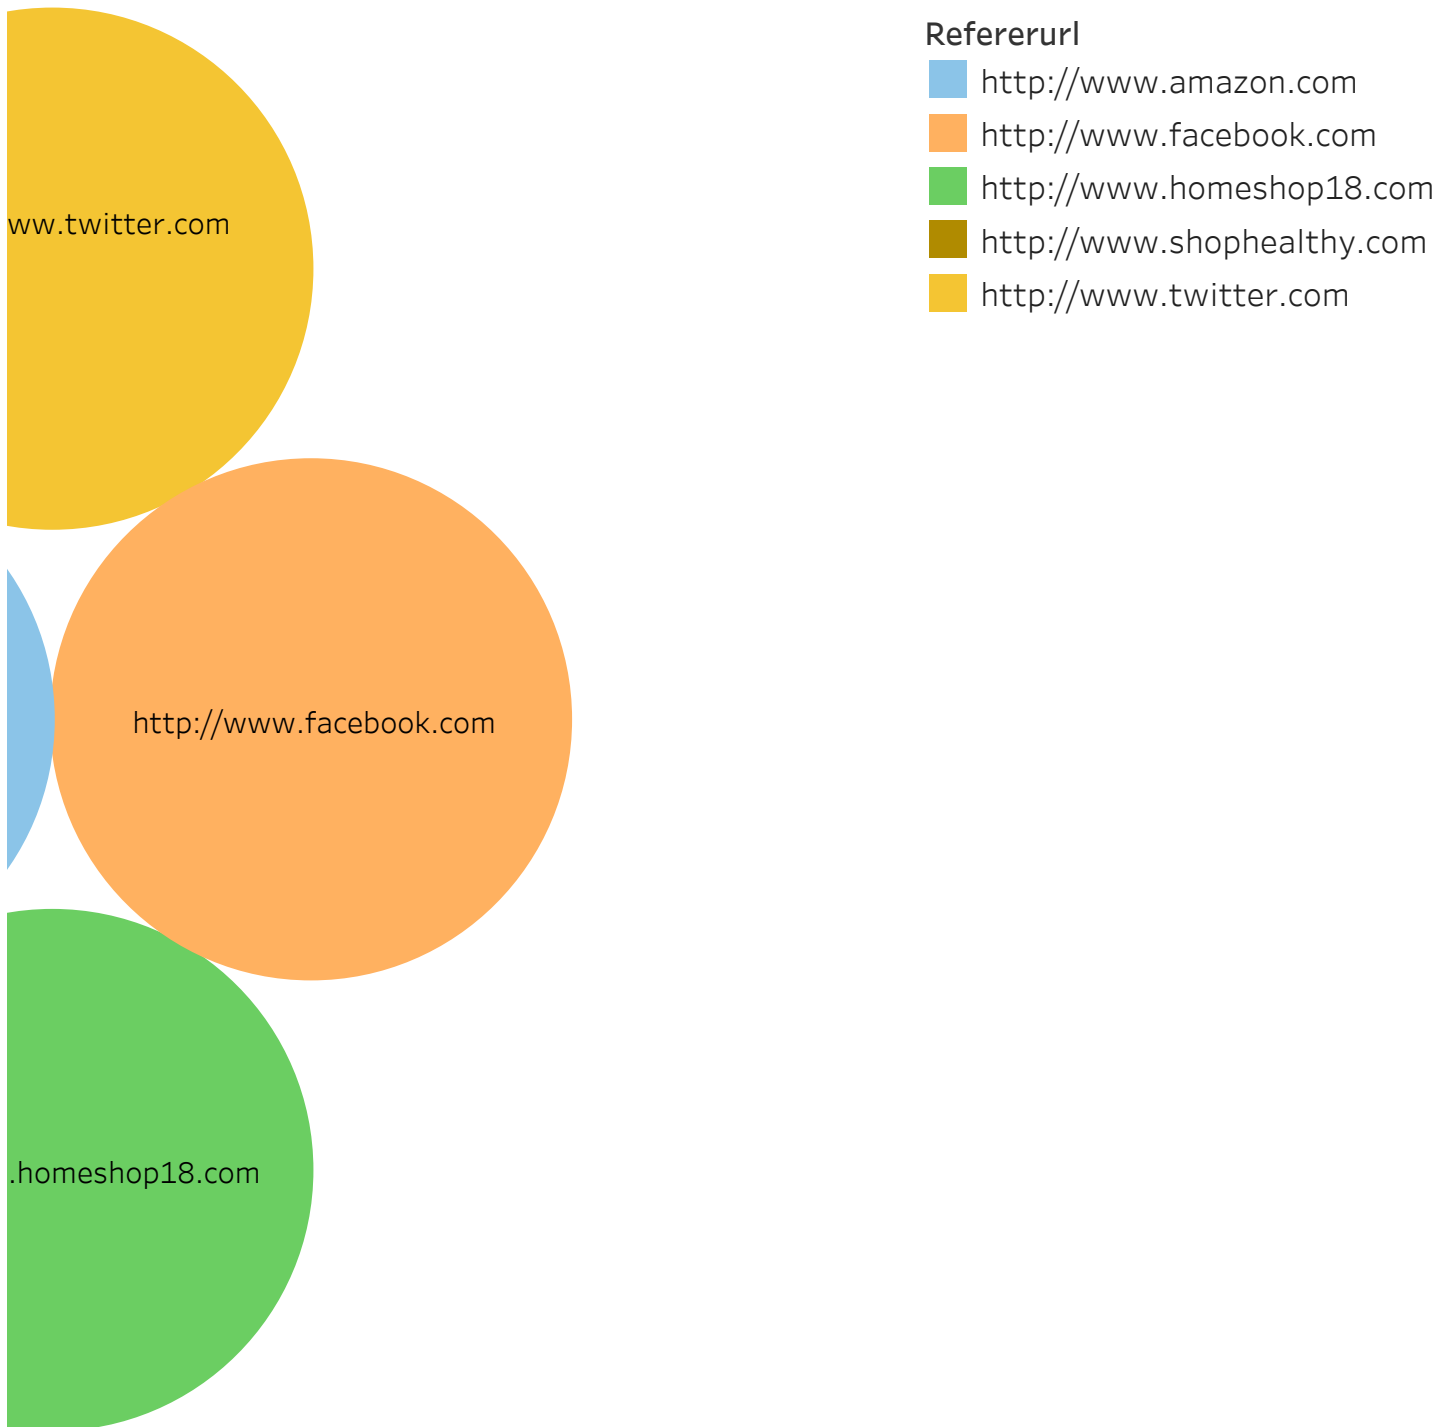 Refererurl
http://www.amazon.com
http://www.facebook.com
http://www.homeshop18.com
http://www.shophealthy.com
http://www.twitter.com
ww.twitter.com
http://www.facebook.com
.homeshop18.com